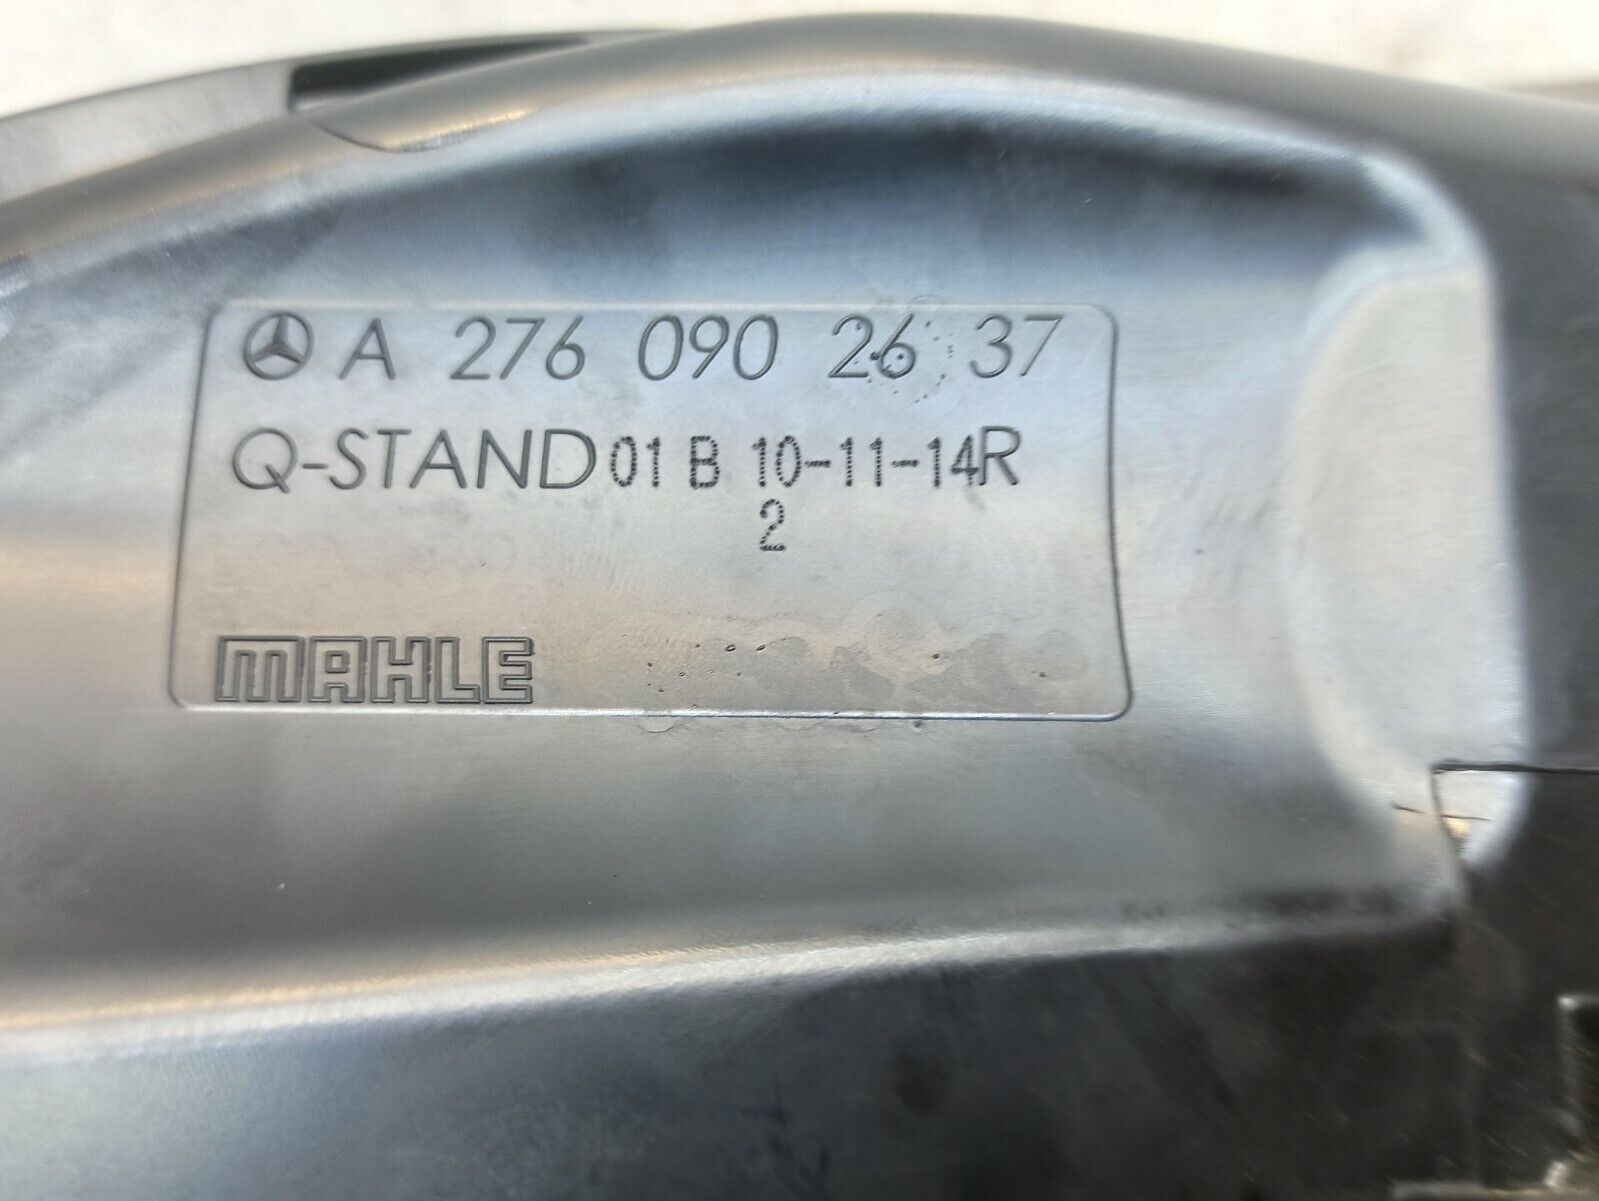 A 276 090 26 37
Q-STAND 01 B 10-11-14R
2
MAHLE